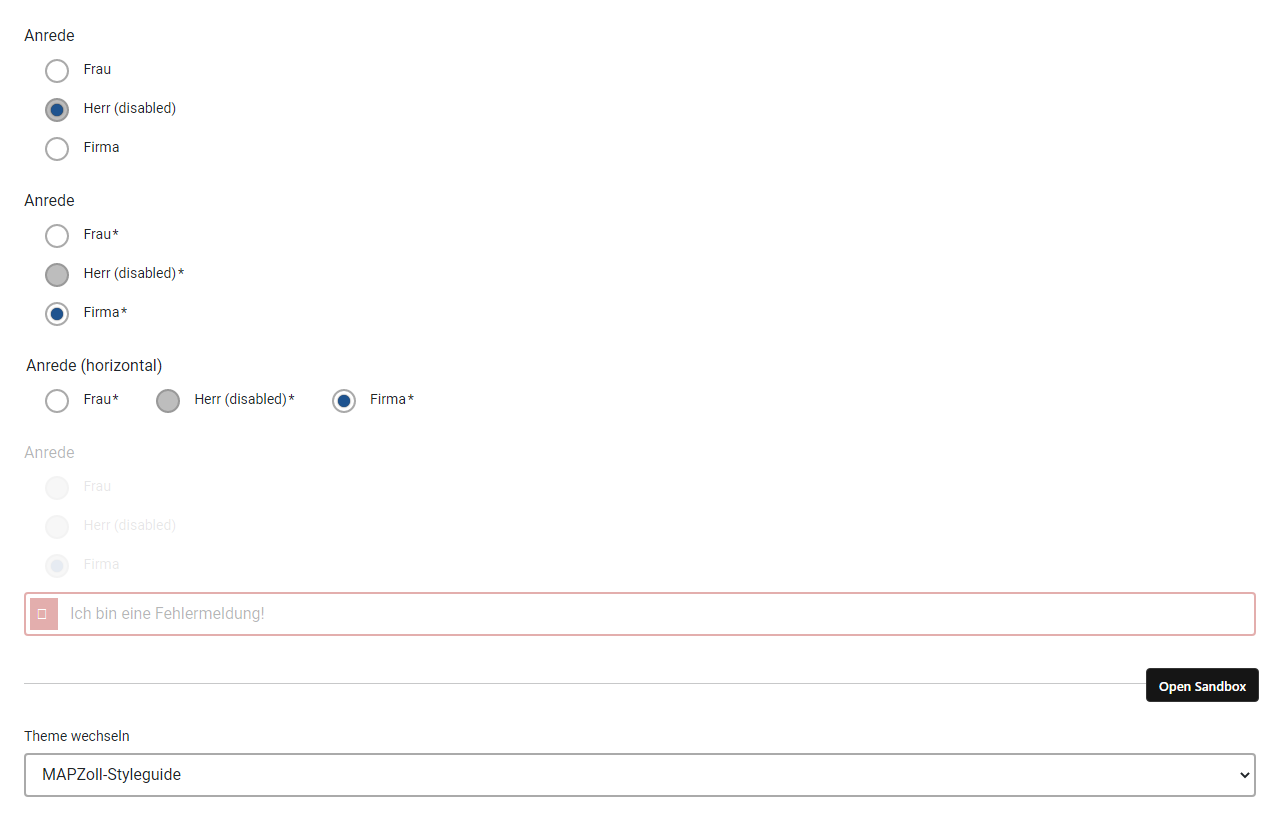 Anrede
Frau
Herr (disabled)
Firma
Anrede
Frau*
Herr (disabled)*
Firma*
Anrede (horizontal)
Frau* Herr (disabled)* Firma*
Anrede
Frau
Herr (disabled)
Firma
Ich bin eine Fehlermeldung!
Open Sandbox
Theme wechseln
MAPZoll-Styleguide